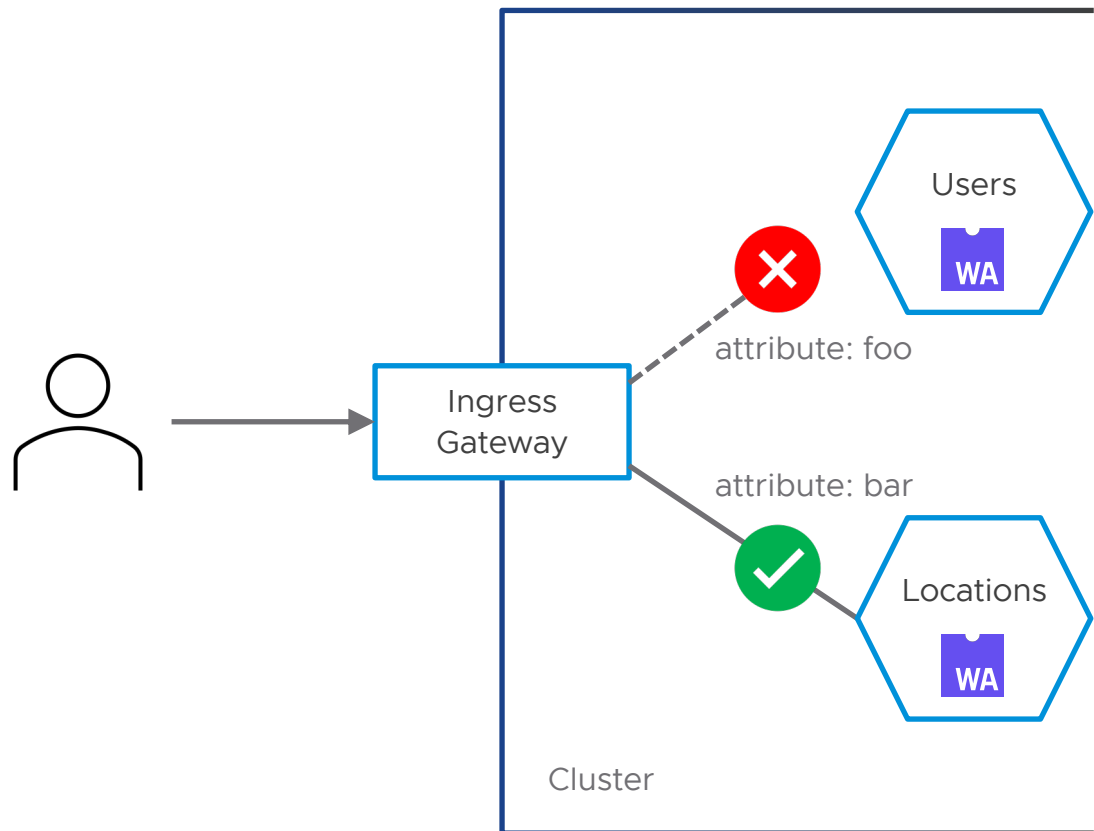 Users
WA
attribute: foo
Ingress
Gateway
attribute: bar
Locations
WA
Cluster